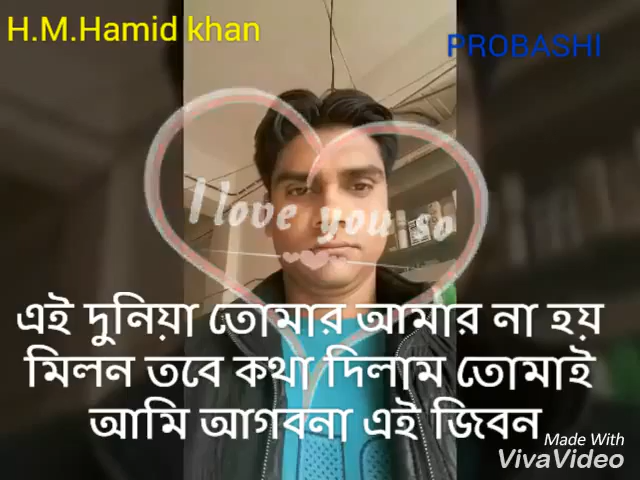 H.M.Hamid khan
PROBASHI
I love you so
এই দুনিয়া তোমার আমার না হয়
মিলন তবে কথা দিলাম তোমাই
আমি আগবনা এই জিবন
Made With
VivaVideo